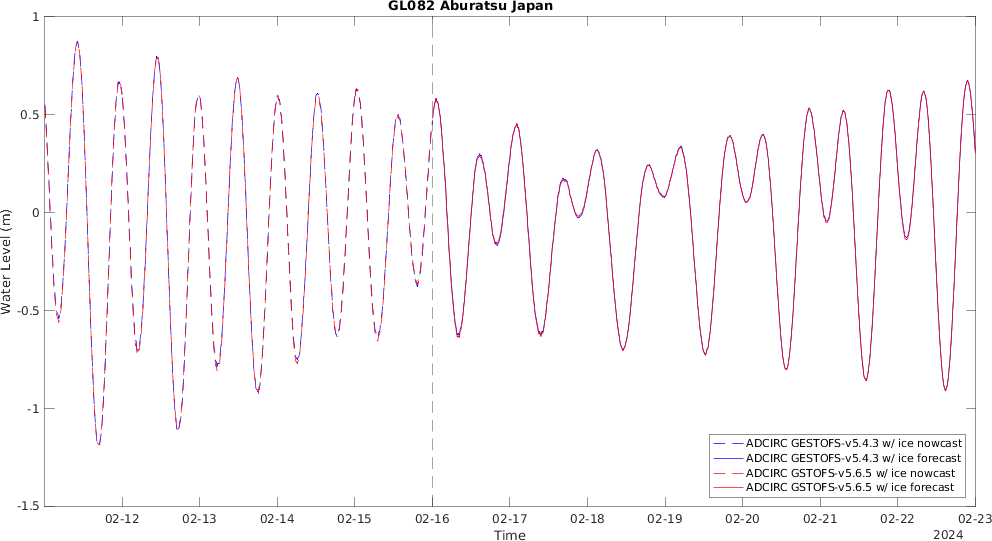 GL082 Aburatsu Japan
1
0.5
0
-0.5
-1
-1.5
Water Level (m)
02-12 02-13 02-14 02-15 02-16 02-17 02-18 02-19 02-20 02-21 02-22 02-23
Time
2024
ADCIRC GESTOFS-v5.4.3 w/ ice nowcast
ADCIRC GESTOFS-v5.4.3 w/ ice forecast
ADCIRC GSTOFS-v5.6.5 w/ ice nowcast
ADCIRC GSTOFS-v5.6.5 w/ ice forecast